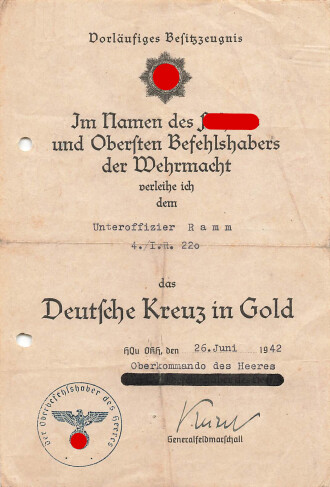 Vorläufiges Besitzzeugnis
Im Namen des
und Obersten Befehlshabers
der Wehrmacht
verleihe ich
dem
Unteroffizier Ramm
4./I.R. 220
das
Deutsche Kreuz in Gold
HQu OKH, den 26.Juni 1942
Oberkommando des Heeres
Der Oberbefehlshaber des Heeres
Generalfeldmarschall